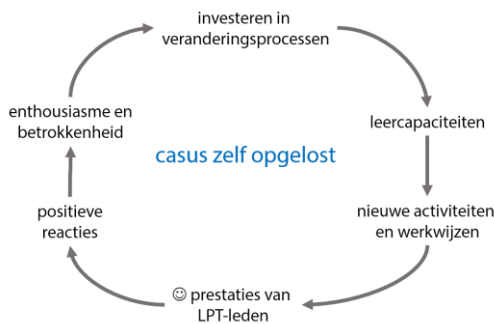 investeren in
veranderingsprocessen
leercapaciteiten
nieuwe activiteiten
en werkwijzen
☺ prestaties van
LPT-leden
positieve
reacties
enthousiasme en
betrokkenheid
casus zelf opgelost